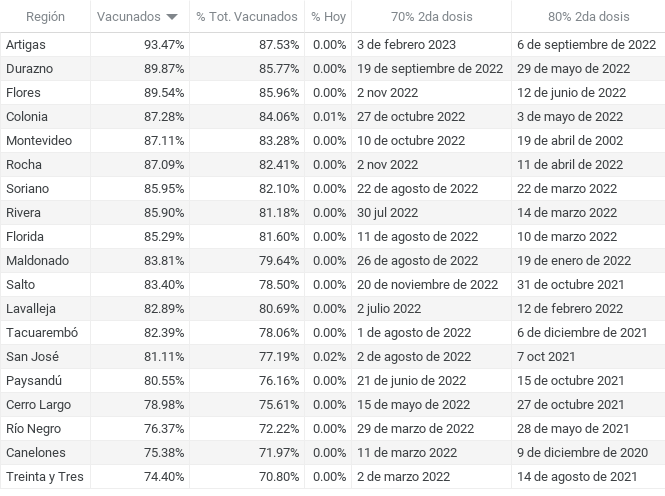 Región Vacunados % Tot. Vacunados % Hoy 70% 2da dosis 80% 2da dosis
Artigas 93.47% 87.53% 0.00% 3 de febrero 2023 6 de septiembre de 2022
Durazno 89.87% 85.77% 0.00% 19 de septiembre de 2022 29 de mayo de 2022
Flores 89.54% 85.96% 0.00% 2 nov 2022 12 de junio de 2022
Colonia 87.28% 84.06% 0.01% 27 de octubre de 2022 3 de mayo de 2022
Montevideo 87.11% 83.28% 0.00% 10 de octubre de 2022 19 de abril de 2002
Rocha 87.09% 82.41% 0.00% 2 nov 2022 11 de abril de 2022
Soriano 85.95% 82.10% 0.00% 22 de agosto de 2022 22 de marzo 2022
Rivera 85.90% 81.18% 0.00% 30 jul 2022 14 de marzo 2022
Florida 85.29% 81.60% 0.00% 11 de agosto de 2022 10 de marzo 2022
Maldonado 83.81% 79.64% 0.00% 26 de agosto de 2022 19 de enero de 2022
Salto 83.40% 78.50% 0.00% 20 de noviembre de 2022 31 de octubre 2021
Lavalleja 82.89% 80.69% 0.00% 2 julio 2022 12 de febrero 2022
Tacuarembó 82.39% 78.06% 0.00% 1 de agosto de 2022 6 de diciembre de 2021
San José 81.11% 77.19% 0.02% 2 de agosto de 2022 7 oct 2021
Paysandú 80.55% 76.16% 0.00% 21 de junio de 2022 15 de octubre 2021
Cerro Largo 78.98% 75.61% 0.00% 15 de mayo de 2022 27 de octubre 2021
Río Negro 76.37% 72.22% 0.00% 29 de marzo de 2022 28 de mayo de 2021
Canelones 75.38% 71.97% 0.00% 11 de marzo de 2022 9 de diciembre de 2020
Treinta y Tres 74.40% 70.80% 0.00% 2 de marzo de 2022 14 de agosto de 2021